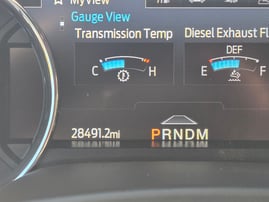 MyView
Gauge View
Transmission Temp
Diesel Exhaust Fl
DEF
C H
E F
28491.2mi
PRNDM